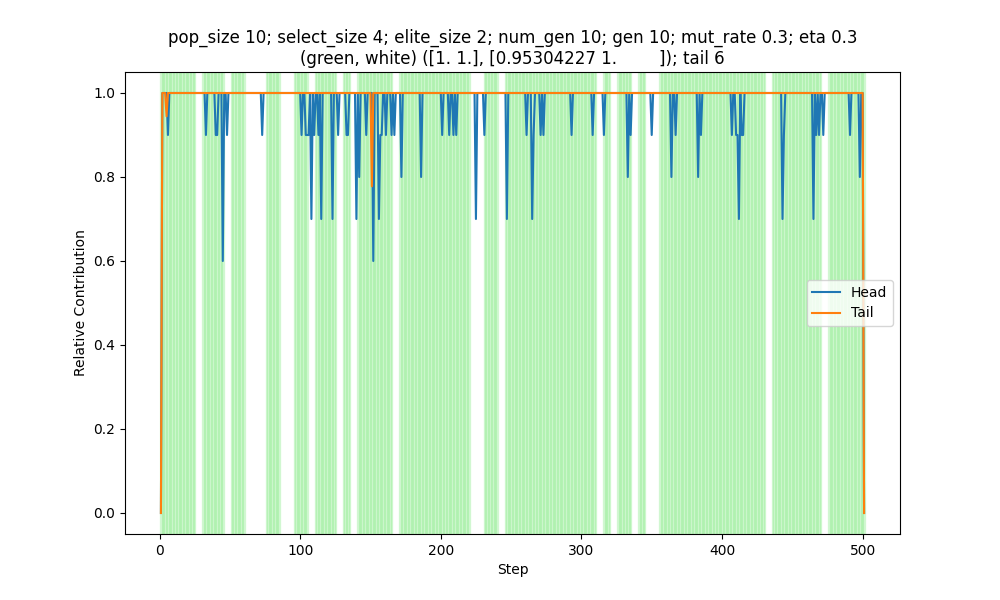 pop_size 10; select_size 4; elite_size 2; num_gen 10; gen 10; mut_rate 0.3; eta 0.3
(green, white) ([1. 1.], [0.95304227 1.         ]); tail 6
1.0
0.8
0.6
0.4
0.2
0.0
Relative Contribution
Head
Tail
0
100
200
300
400
500
Step